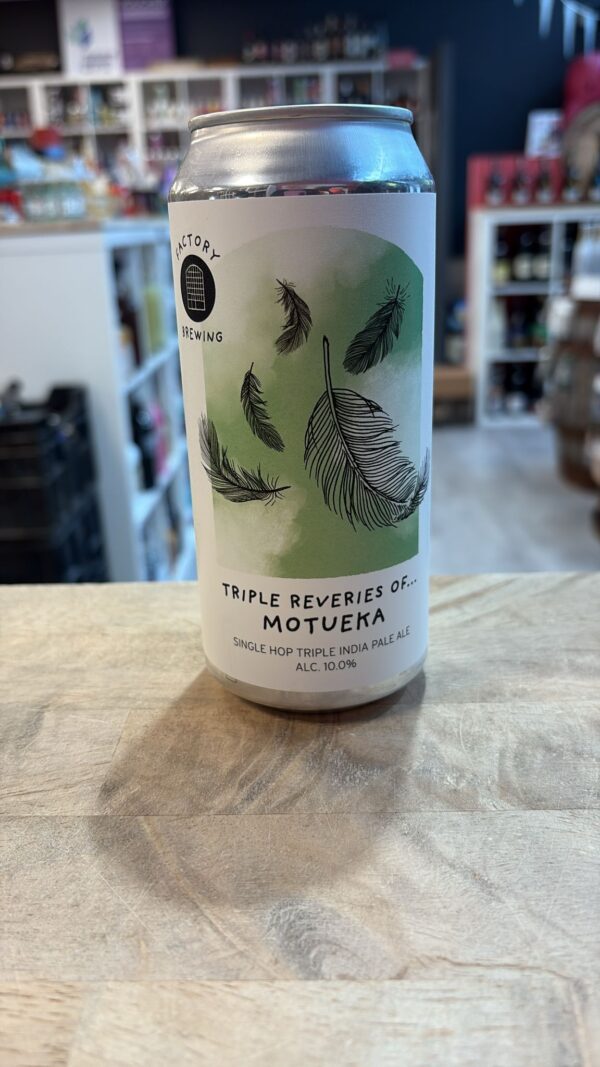 FACTORY
BREWING
TRIPLE REVERIES OF...
MOTUEKA
SINGLE HOP TRIPLE INDIA PALE ALE
ALC. 10.0%